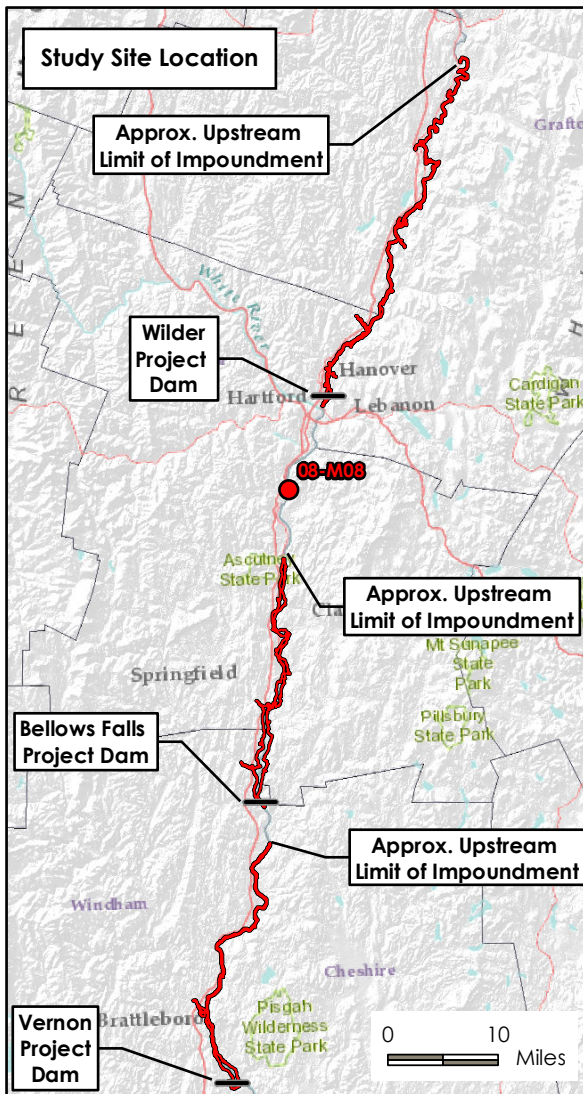 Study Site Location
Approx. Upstream
Limit of Impoundment
Grafto
White River
Wilder
Project
Dam
Hanover
Hartford
Lebanon
Cardigan
State Park
08-M08
Ascutney
State Park
Approx. Upstream
Limit of Impoundment
Cla
Mt Sunapee
State
Park
Springfield
Pillsbury
State Park
Bellows Falls
Project Dam
Approx. Upstream
Limit of Impoundment
Windham
Cheshire
Brattleboro
Pisgah
Wilderness
State Park
Vernon
Project
Dam
0 10
Miles